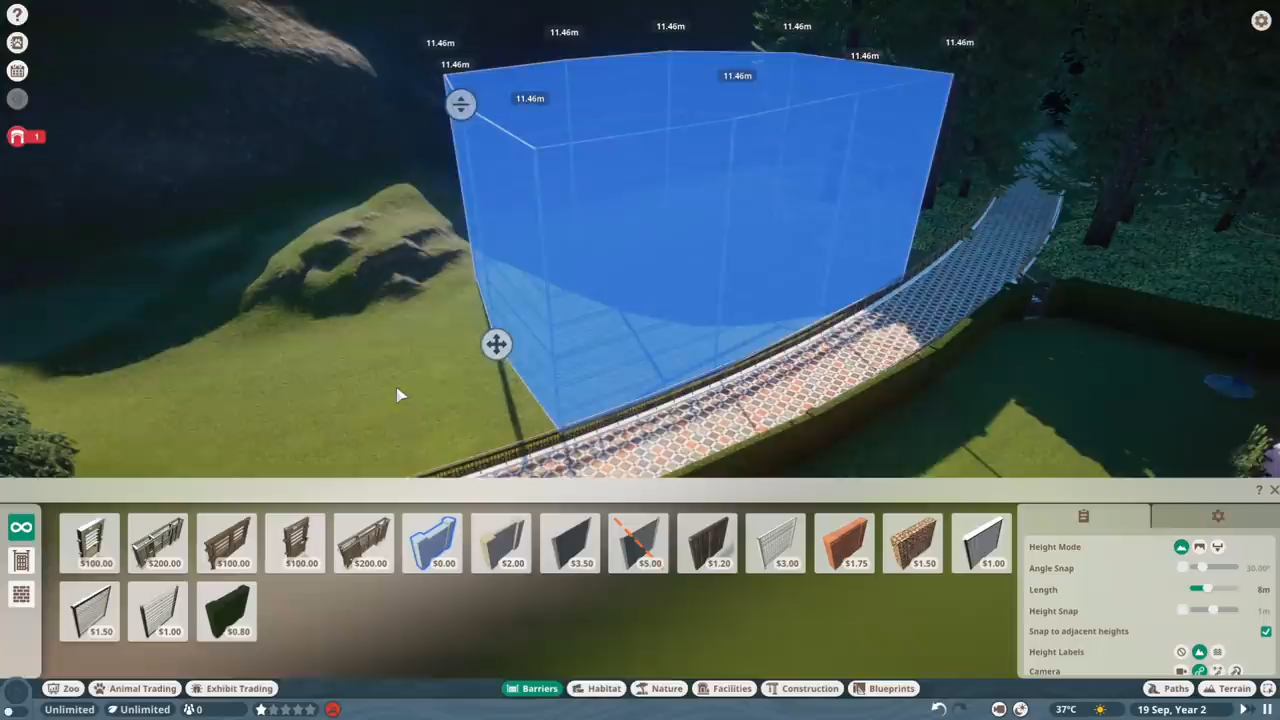 ?
11.46m
11.46m
11.46m
11.46m
11.46m
11.46m
11.46m
11.46m
11.46m
1
?
$100.00
$200.00
$100.00
$100.00
$200.00
$0.00
$2.00
$3.50
$5.00
$1.20
$3.00
$1.75
$1.50
$1.00
$1.50
$1.00
$0.80
Height Mode
Angle Snap 30.00°
Length 8m
Height Snap 1m
Snap to adjacent heights
Height Labels
Camera
Zoo Animal Trading Exhibit Trading Barriers Habitat Nature Facilities Construction Blueprints Paths Terrain
Unlimited Unlimited 0 37°C 19 Sep, Year 2